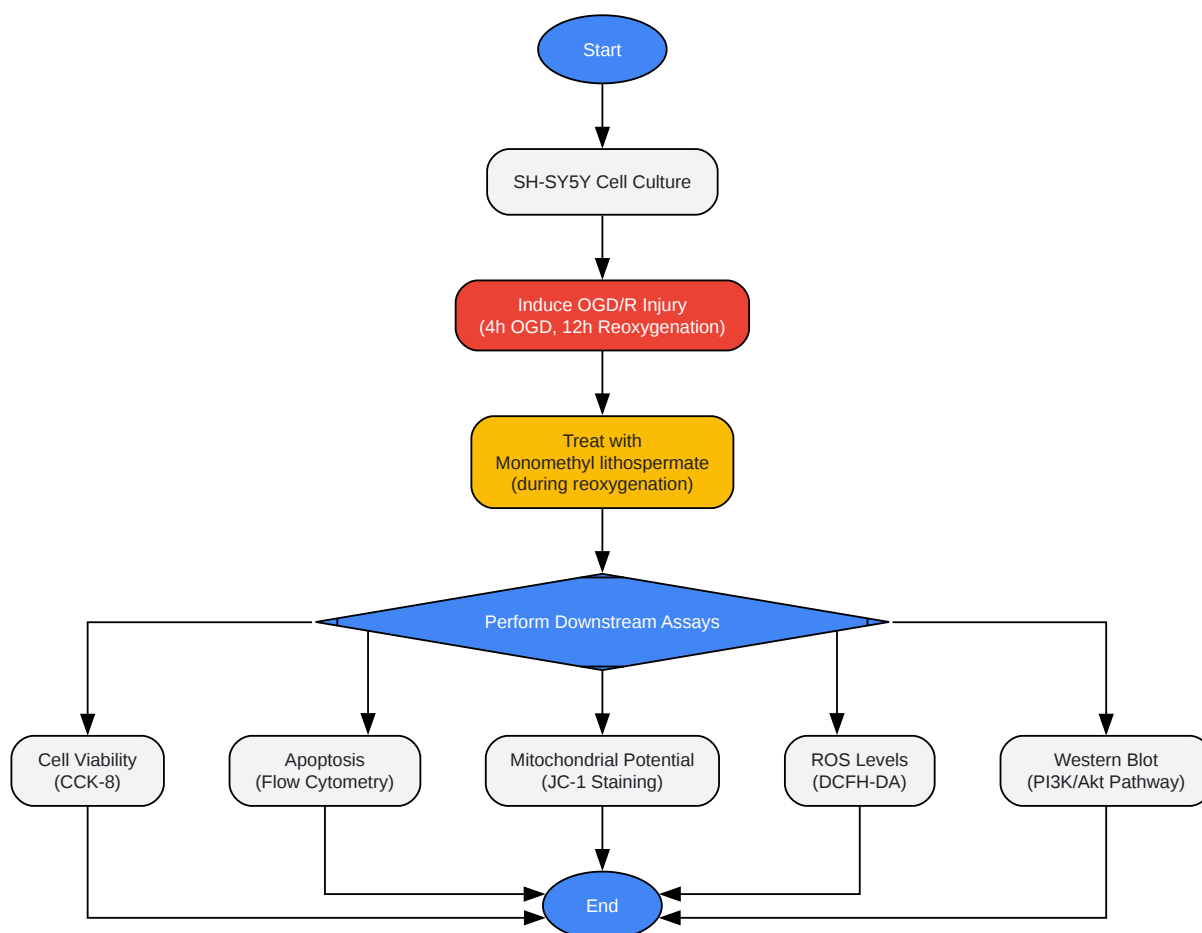 Start
SH-SY5Y Cell Culture
Induce OGD/R Injury
(4h OGD, 12h Reoxygenation)
Treat with
Monomethyl lithospermate
(during reoxygenation)
Perform Downstream Assays
Cell Viability
(CCK-8)
Apoptosis
(Flow Cytometry)
Mitochondrial Potential
(JC-1 Staining)
ROS Levels
(DCFH-DA)
Western Blot
(PI3K/Akt Pathway)
End